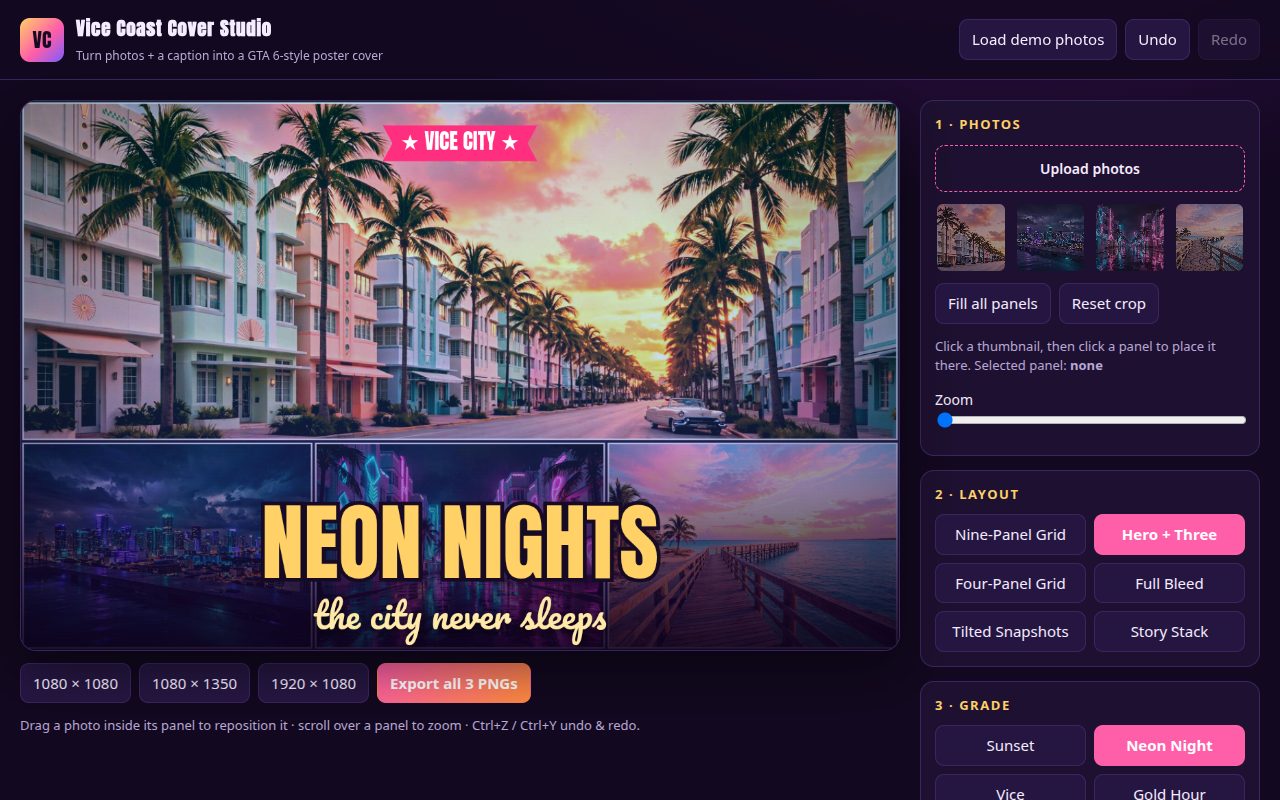 VC
Vice Coast Cover Studio
Turn photos + a caption into a GTA 6-style poster cover
Load demo photos
Undo
Redo
★ VICE CITY ★
NEON NIGHTS
the city never sleeps
1080 × 1080
1080 × 1350
1920 × 1080
Export all 3 PNGs
Drag a photo inside its panel to reposition it · scroll over a panel to zoom · Ctrl+Z / Ctrl+Y undo & redo.
1 · PHOTOS
Upload photos
Fill all panels
Reset crop
Click a thumbnail, then click a panel to place it
there. Selected panel: none
Zoom
2 · LAYOUT
Nine-Panel Grid
Hero + Three
Four-Panel Grid
Full Bleed
Tilted Snapshots
Story Stack
3 · GRADE
Sunset
Neon Night
Vice
Gold Hour